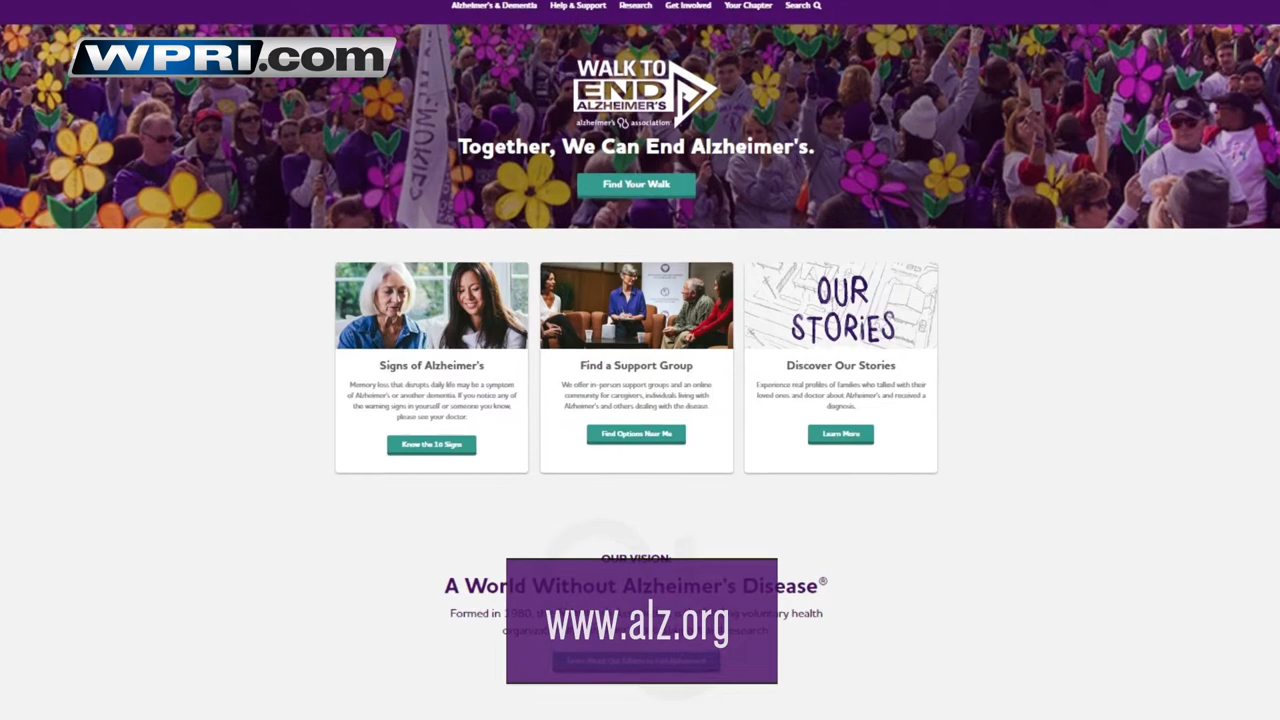 Alzheimer's & Dementia Help & Support Research Get Involved Your Chapter Search
WPRI.com
MEMORIES
WALK TO
END
ALZHEIMER'S
alzheimer's association
Together, We Can End Alzheimer's.
Find Your Walk
OUR
STORiES
Signs of Alzheimer's
Memory loss that disrupts daily life may be a symptom
of Alzheimer's or another dementia. If you notice any of
the warning signs in yourself or someone you know,
please see your doctor.
Know the 10 Signs
Find a Support Group
We offer in-person support groups and an online
community for caregivers, individuals living with
Alzheimer's and others dealing with the disease.
Find Options Near Me
Discover Our Stories
Experience real profiles of families who talked with their
loved ones and doctor about Alzheimer's and received a
diagnosis.
Learn More
OUR VISION:
A World Without Alzheimer's Disease®
Formed in 1980, the voluntary health
research
www.alz.org